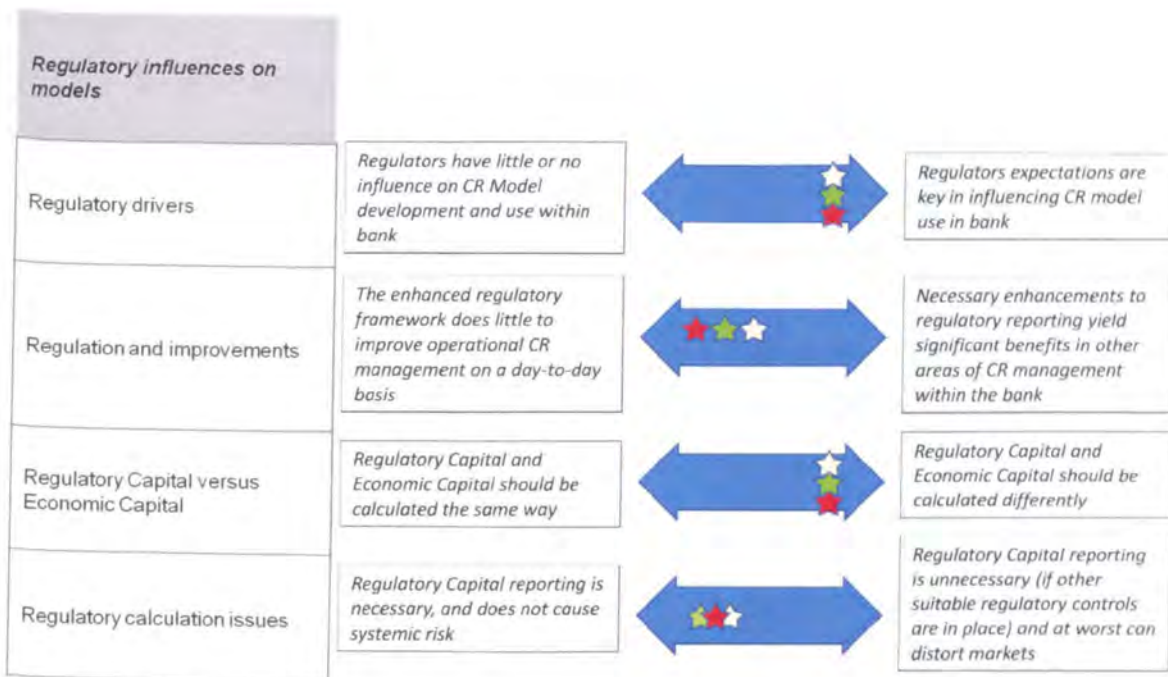 Regulatory influences on
models
Regulatory drivers
Regulators have little or no
influence on CR Model
development and use within
bank
Regulators expectations are
key in influencing CR model
use in bank
Regulation and improvements
The enhanced regulatory
framework does little to
improve operational CR
management on a day-to-day
basis
Necessary enhancements to
regulatory reporting yield
significant benefits in other
areas of CR management
within the bank
Regulatory Capital versus
Economic Capital
Regulatory Capital and
Economic Capital should be
calculated the same way
Regulatory Capital and
Economic Capital should be
calculated differently
Regulatory calculation issues
Regulatory Capital reporting is
necessary, and does not cause
systemic risk
Regulatory Capital reporting
is unnecessary (if other
suitable regulatory controls
are in place) and at worst can
distort markets